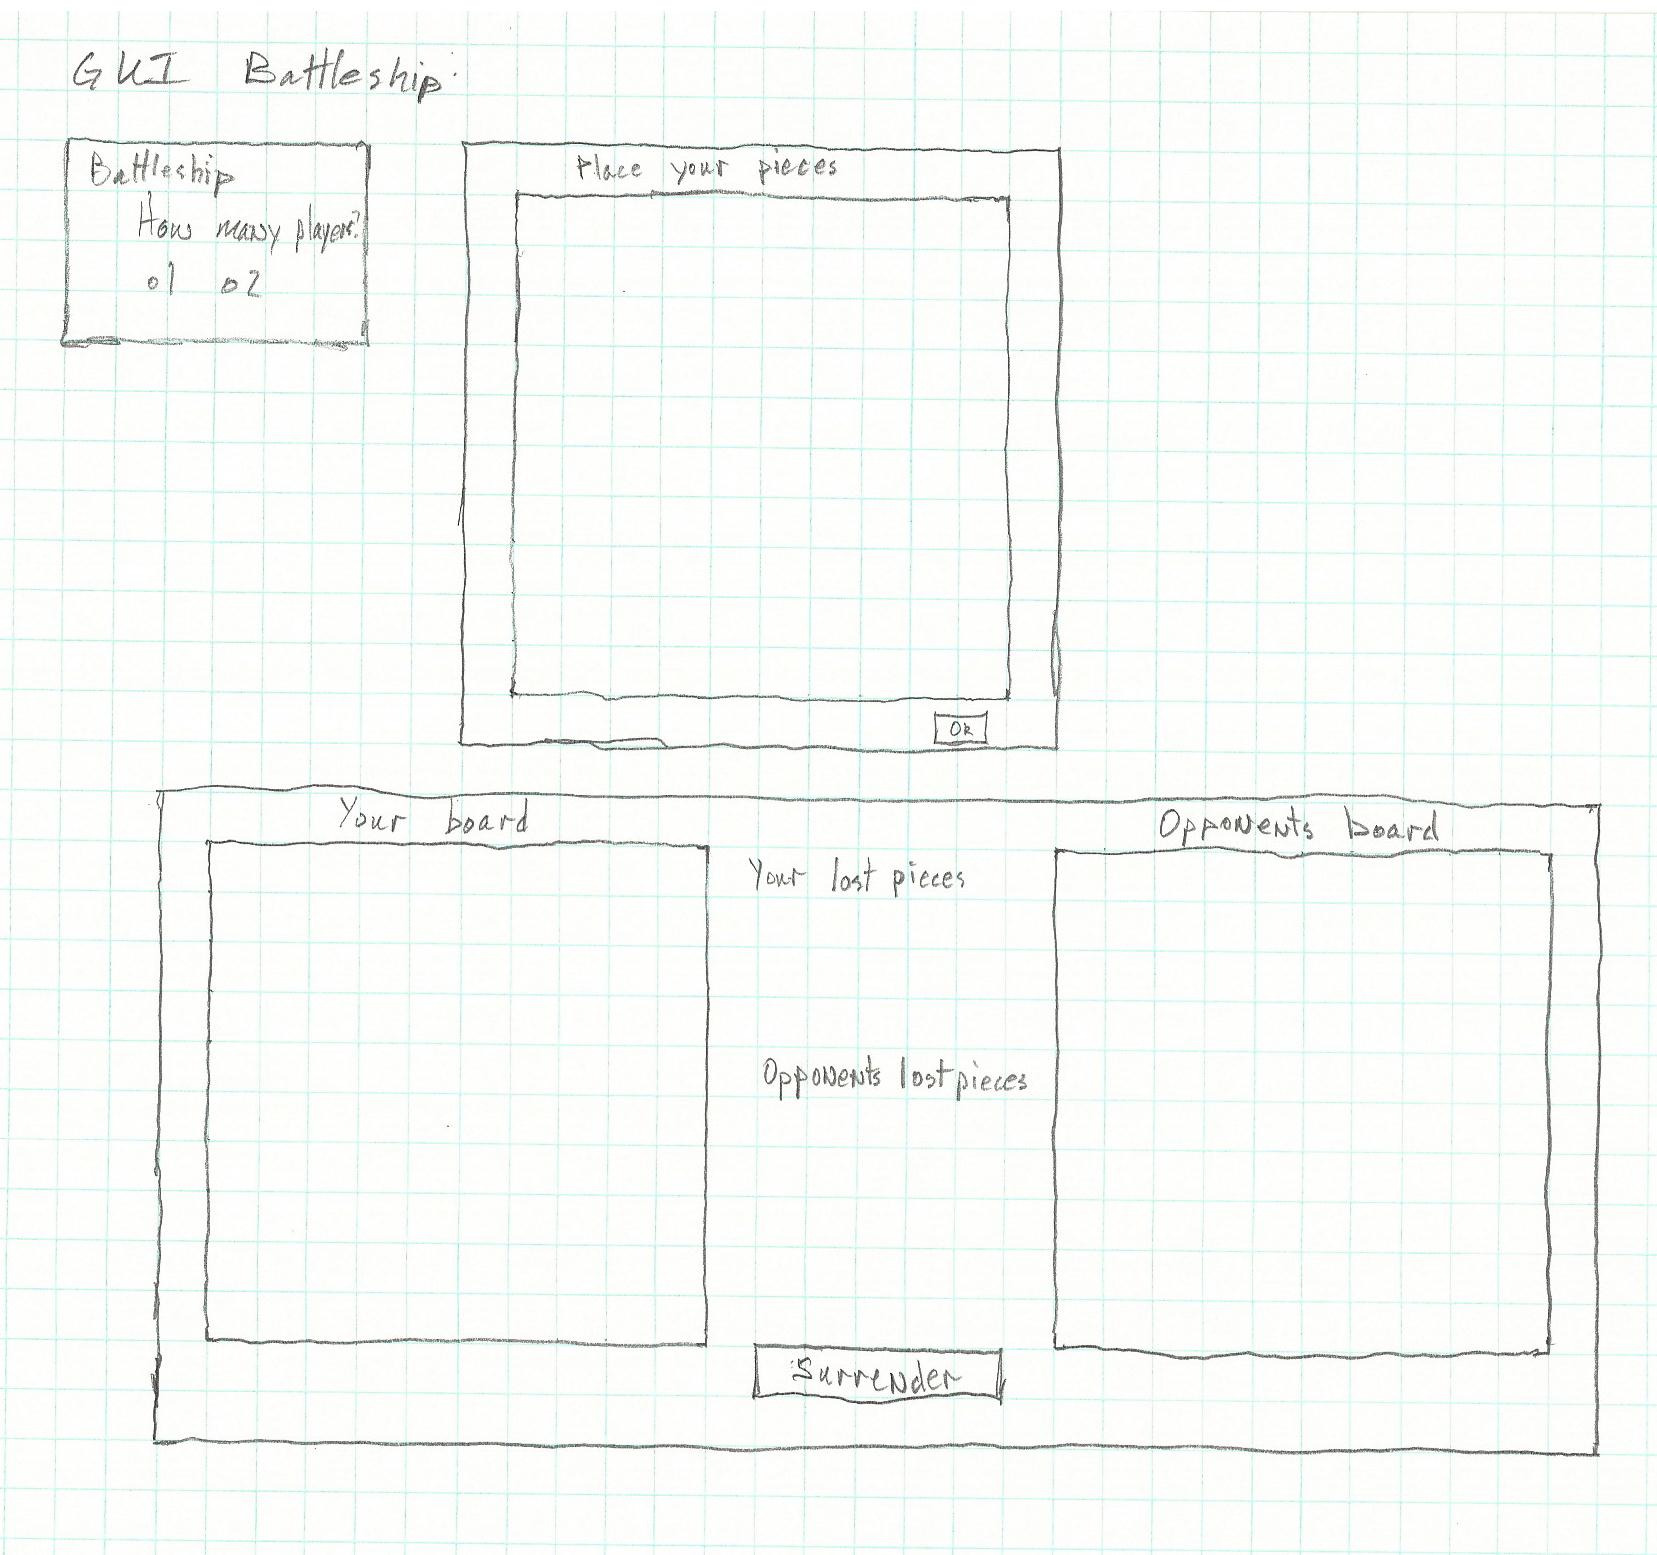 GUI Battleship
Battleship
How many players?
o1 o2
Place your pieces
Ok
Your board
Opponents board
Your lost pieces
Opponents lost pieces
Surrender